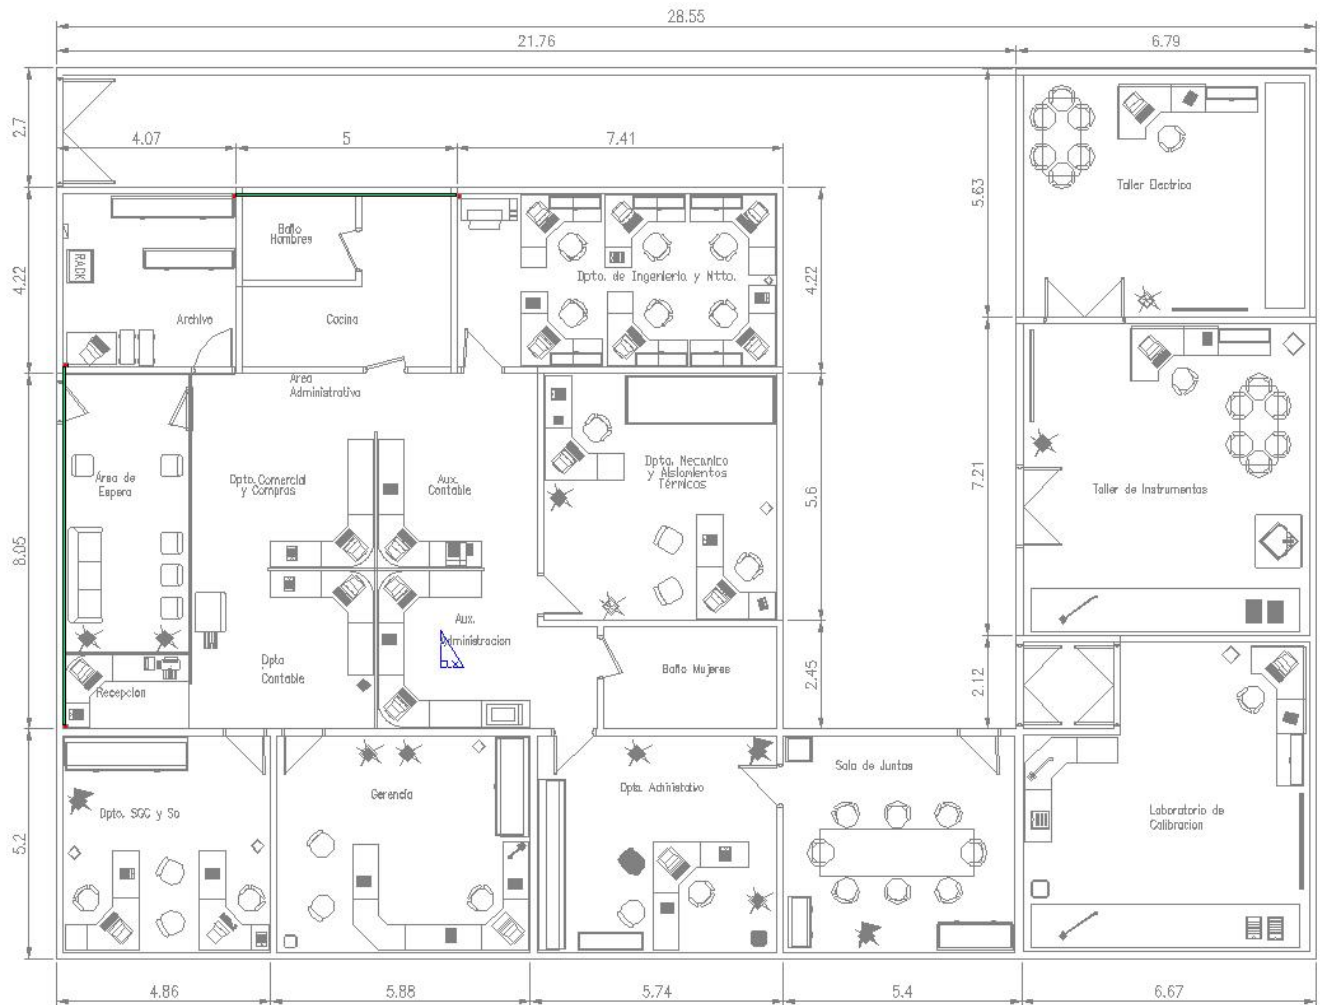 28.55
21.76
6.79
2.7
4.07
5
7.41
5.63
Taller Electrico
Baño
Hombres
RACK
4.22
Dpto. de Ingenieria y Mtto.
4.22
Archivo
Cocina
Area
Administrativa
Area de
Espera
Dpto. Comercial
y Compras
Aux.
Contable
Dpto. Mecanico
y Aislamientos
Térmicos
5.6
7.21
Taller de Instrumentos
8.05
Aux.
Administracion
Dpto
Contable
Baño Mujeres
2.45
2.12
Recepcion
Dpto. SGC y So
Gerencia
Dpto. Administativo
Sala de Juntas
Laboratorio de
Calibracion
5.2
4.86
5.88
5.74
5.4
6.67